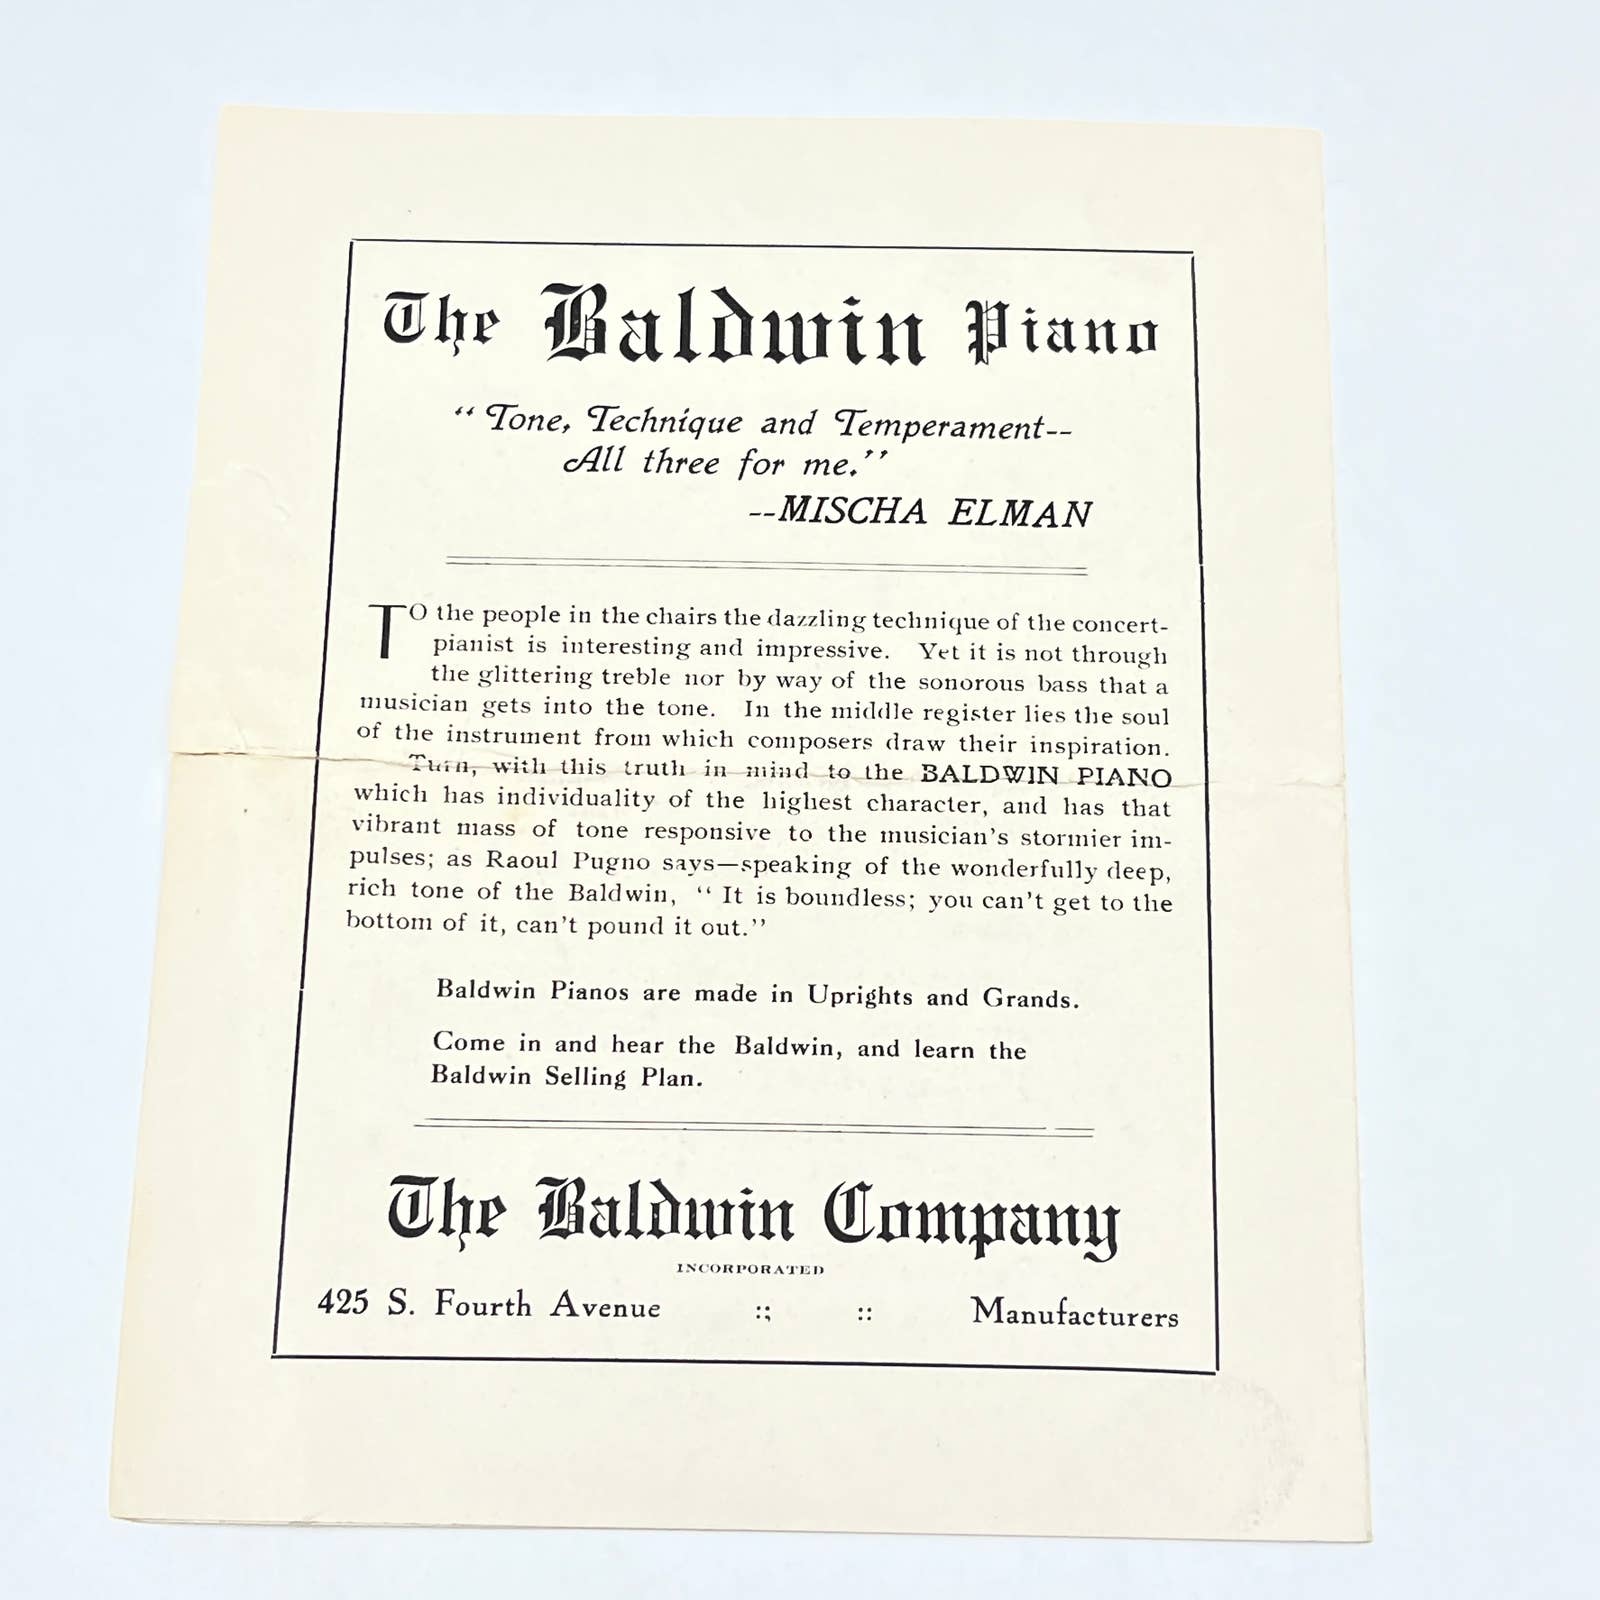 The Baldwin Piano
“Tone, Technique and Temperament--
All three for me.”
--MISCHA ELMAN
TO the people in the chairs the dazzling technique of the concert-
pianist is interesting and impressive. Yet it is not through
the glittering treble nor by way of the sonorous bass that a
musician gets into the tone. In the middle register lies the soul
of the instrument from which composers draw their inspiration.
Turn, with this truth in mind to the BALDWIN PIANO
which has individuality of the highest character, and has that
vibrant mass of tone responsive to the musician's stormier im-
pulses; as Raoul Pugno says—speaking of the wonderfully deep,
rich tone of the Baldwin, “ It is boundless; you can't get to the
bottom of it, can't pound it out.”
Baldwin Pianos are made in Uprights and Grands.
Come in and hear the Baldwin, and learn the
Baldwin Selling Plan.
The Baldwin Company
INCORPORATED
425 S. Fourth Avenue :; :: Manufacturers